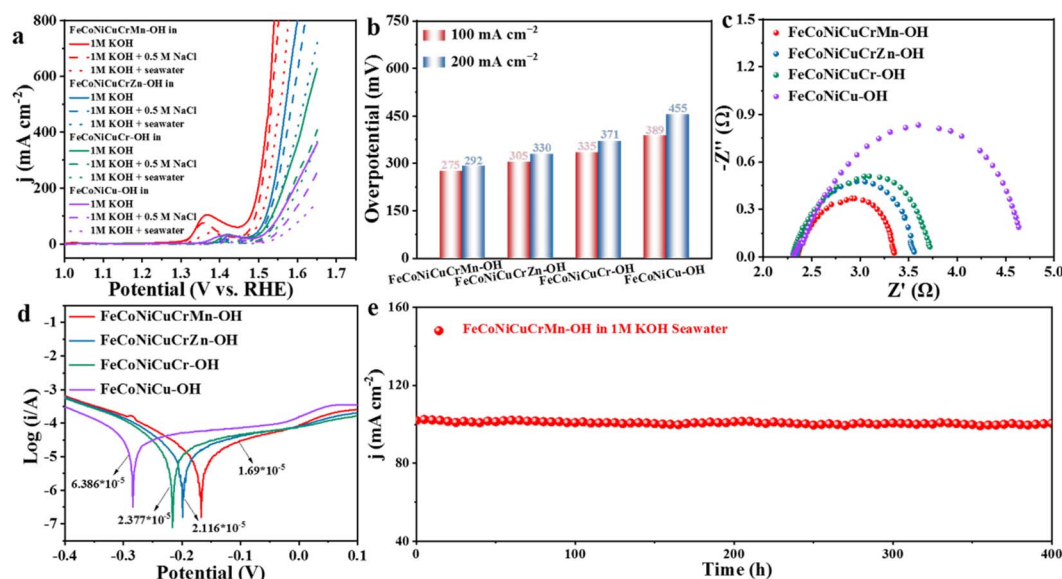 a
j (mA cm⁻²)
800
600
400
200
0
FeCoNiCuCrMn-OH in
1M KOH
1M KOH + 0.5 M NaCl
1M KOH + seawater
FeCoNiCuCrZn-OH in
1M KOH
1M KOH + 0.5 M NaCl
1M KOH + seawater
FeCoNiCuCr-OH in
1M KOH
1M KOH + 0.5 M NaCl
1M KOH + seawater
FeCoNiCu-OH in
1M KOH
1M KOH + 0.5 M NaCl
1M KOH + seawater
1.0 1.1 1.2 1.3 1.4 1.5 1.6 1.7
Potential (V vs. RHE)
b
Overpotential (mV)
750
600
450
300
150
0
100 mA cm⁻²
200 mA cm⁻²
275 292 305 330 335 371 389 455
FeCoNiCuCrMn-OH
FeCoNiCuCrZn-OH
FeCoNiCuCr-OH
FeCoNiCu-OH
c
-Z'' (Ω)
1.5
1.2
0.9
0.6
0.3
0.0
FeCoNiCuCrMn-OH
FeCoNiCuCrZn-OH
FeCoNiCuCr-OH
FeCoNiCu-OH
2.0 2.5 3.0 3.5 4.0 4.5 5.0
Z' (Ω)
d
Log (i/A)
-1
-2
-3
-4
-5
-6
-7
FeCoNiCuCrMn-OH
FeCoNiCuCrZn-OH
FeCoNiCuCr-OH
FeCoNiCu-OH
6.386*10⁻⁵
2.377*10⁻⁵
2.116*10⁻⁵
1.69*10⁻⁵
-0.4 -0.3 -0.2 -0.1 0.0 0.1
Potential (V)
e
j (mA cm⁻²)
160
120
80
40
FeCoNiCuCrMn-OH in 1M KOH Seawater
0 100 200 300 400
Time (h)